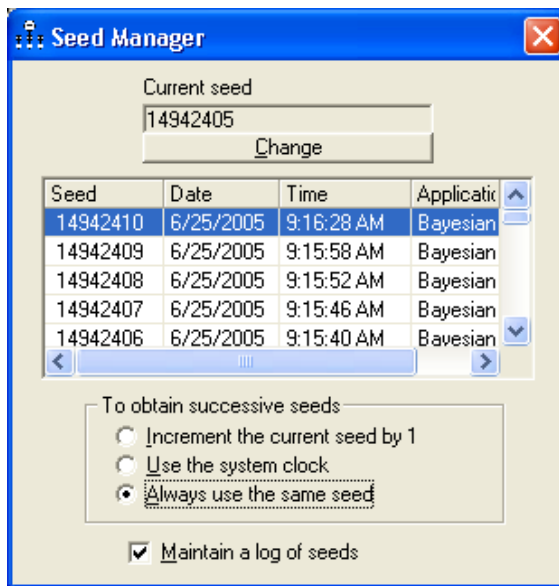 Seed Manager
Current seed
14942405
Change
Seed Date Time Applicatic
14942410 6/25/2005 9:16:28 AM Bayesian
14942409 6/25/2005 9:15:58 AM Bayesian
14942408 6/25/2005 9:15:52 AM Bayesian
14942407 6/25/2005 9:15:46 AM Bayesian
14942406 6/25/2005 9:15:40 AM Bayesian
To obtain successive seeds
Increment the current seed by 1
Use the system clock
Always use the same seed
Maintain a log of seeds